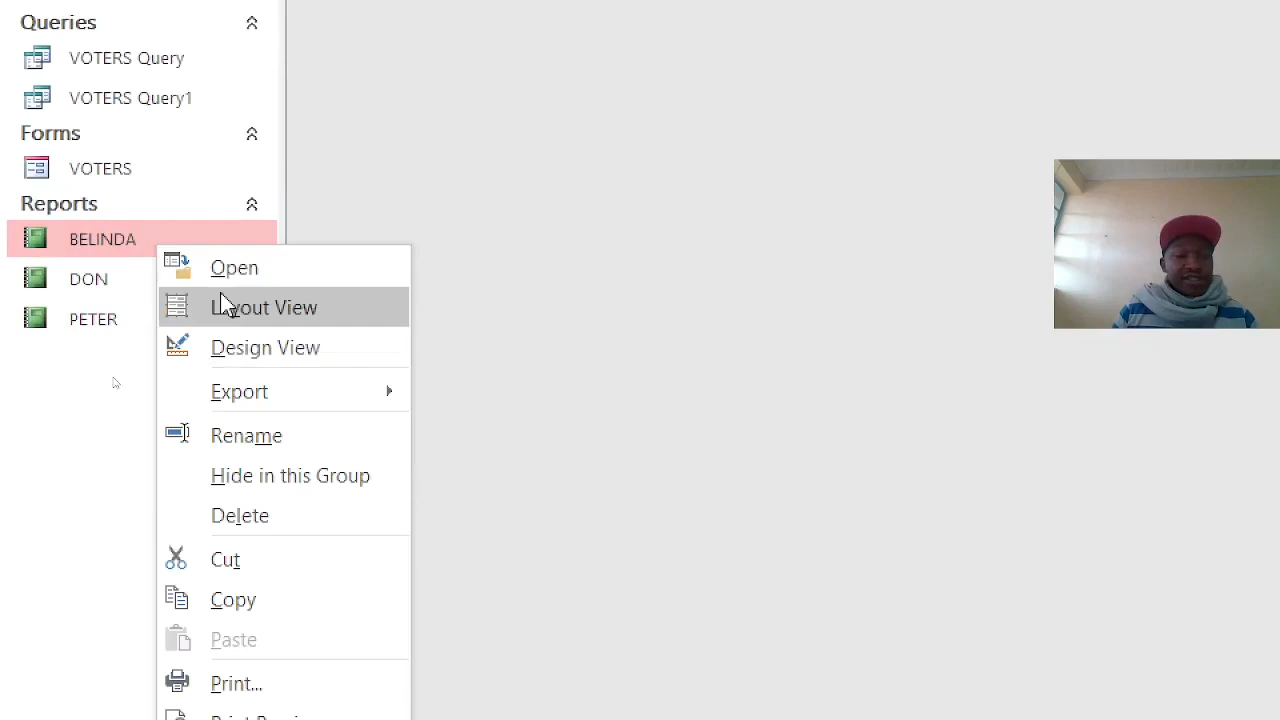 Queries
VOTERS Query
VOTERS Query1
Forms
VOTERS
Reports
BELINDA
DON
PETER
Open
Layout View
Design View
Export
Rename
Hide in this Group
Delete
Cut
Copy
Paste
Print...